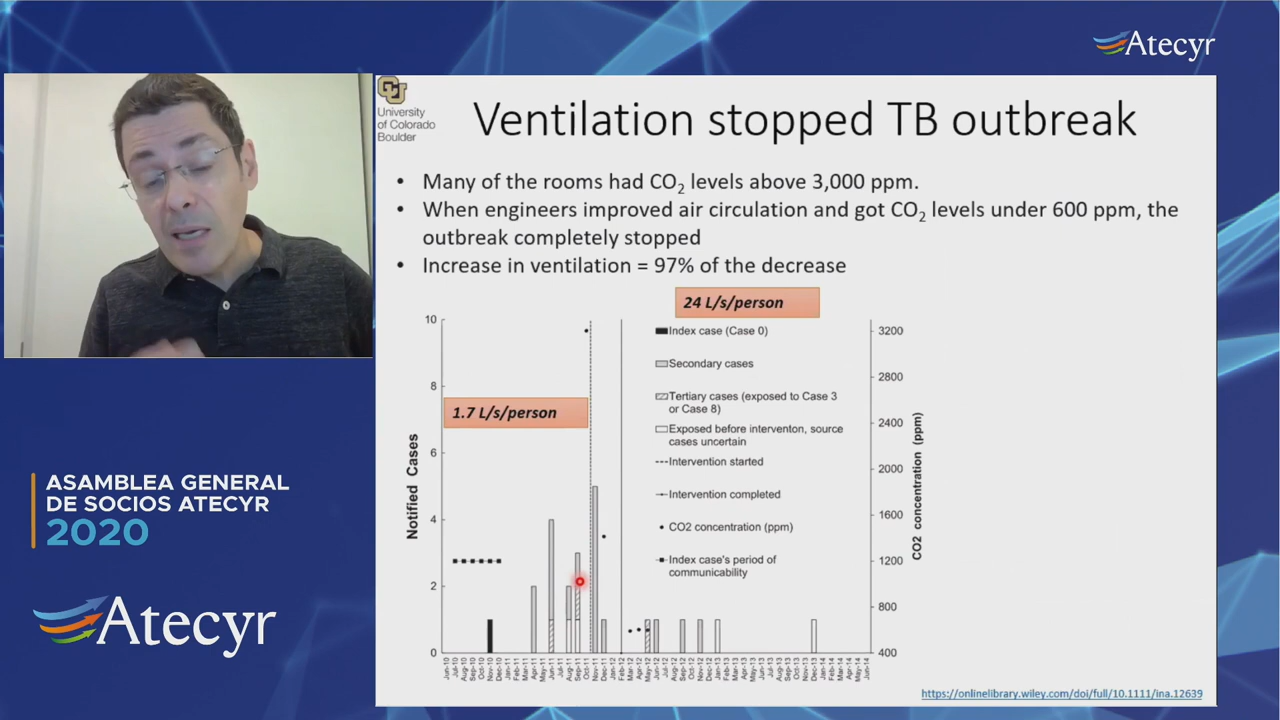 Atecyr
University
of Colorado
Boulder
Ventilation stopped TB outbreak
• Many of the rooms had CO2 levels above 3,000 ppm.
• When engineers improved air circulation and got CO2 levels under 600 ppm, the
outbreak completely stopped
• Increase in ventilation = 97% of the decrease
24 L/s/person
1.7 L/s/person
Notified Cases
10
8
6
4
2
0
Index case (Case 0)
Secondary cases
Tertiary cases (exposed to Case 3
or Case 8)
Exposed before interventon, source
cases uncertain
Intervention started
Intervention completed
CO2 concentration (ppm)
Index case's period of
communicability
3200
2800
2400
2000
1600
1200
800
400
CO2 concentration (ppm)
https://onlinelibrary.wiley.com/doi/full/10.1111/ina.12639
ASAMBLEA GENERAL
DE SOCIOS ATECYR
2020
Atecyr